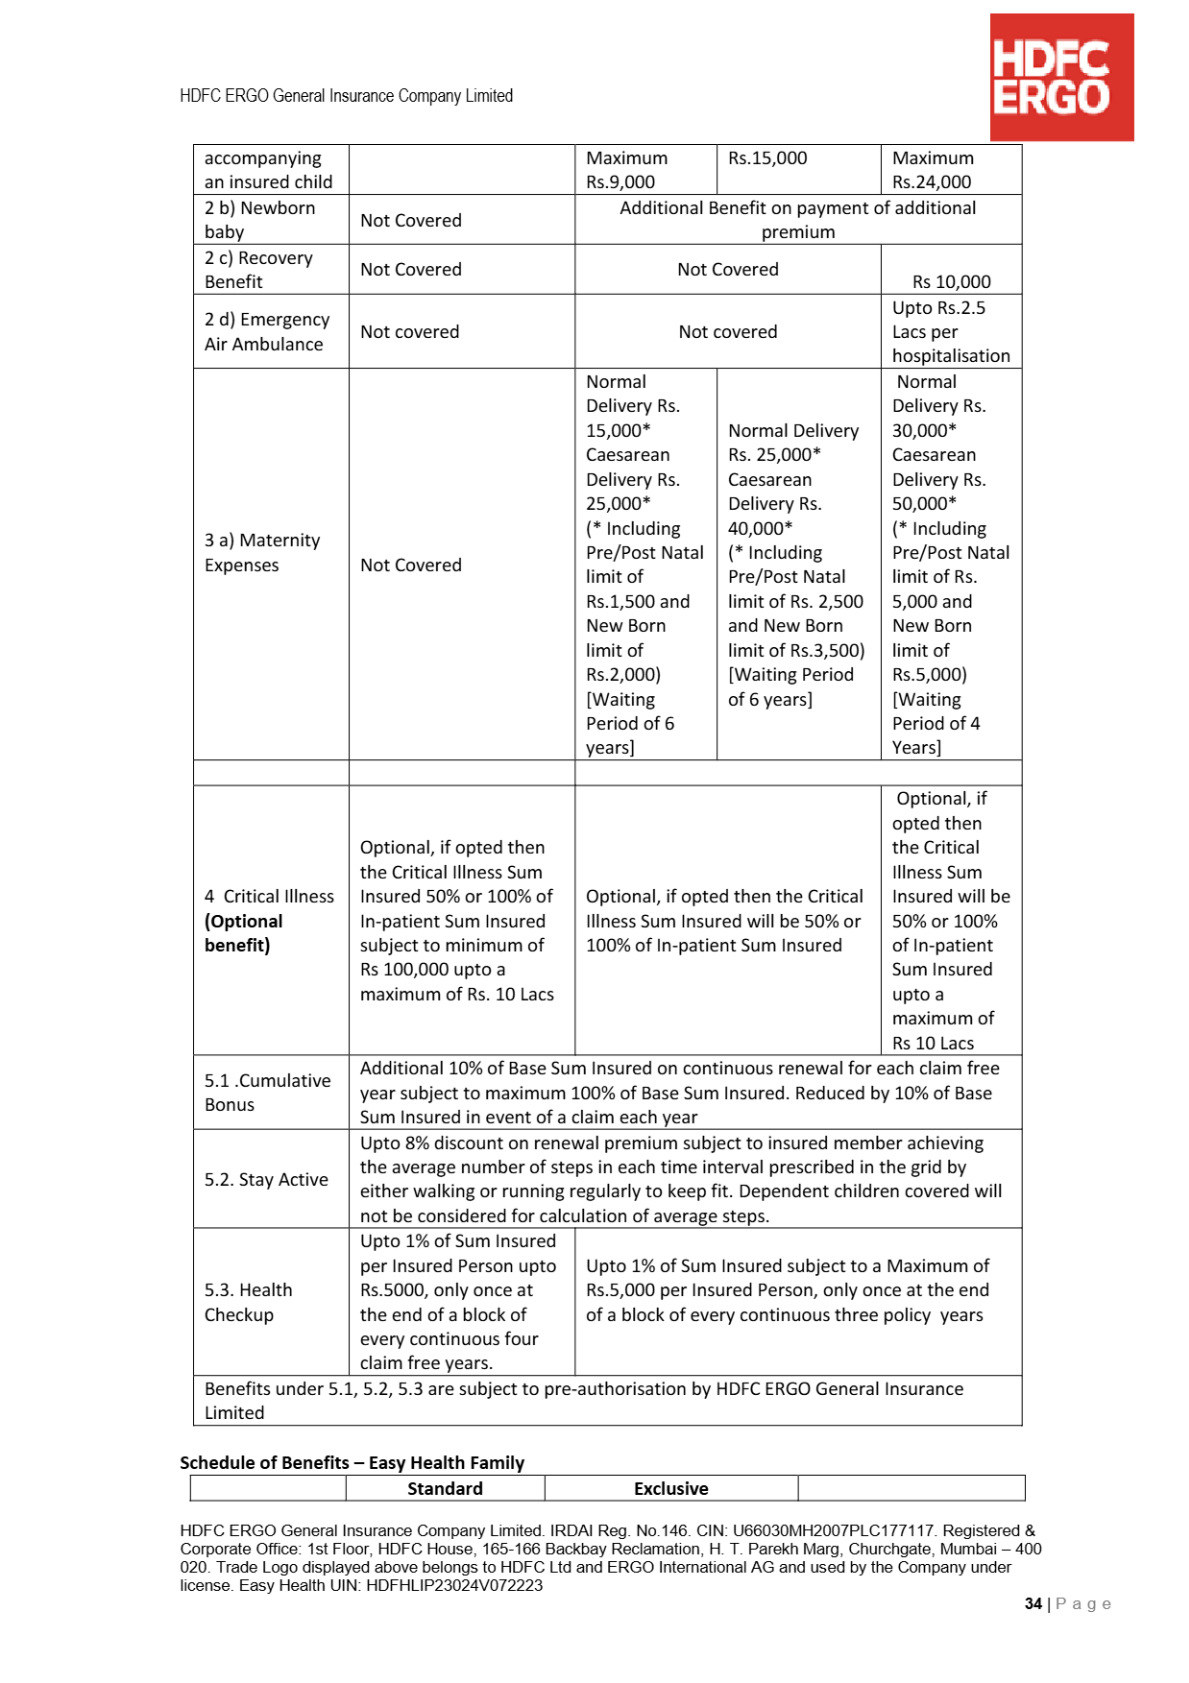 HDFC
ERGO
HDFC ERGO General Insurance Company Limited
accompanying
an insured child
Maximum
Rs.9,000
Rs.15,000
Maximum
Rs.24,000
2 b) Newborn
baby
Not Covered
Additional Benefit on payment of additional
premium
2 c) Recovery
Benefit
Not Covered
Not Covered
Rs 10,000
2 d) Emergency
Air Ambulance
Not covered
Not covered
Upto Rs.2.5
Lacs per
hospitalisation
3 a) Maternity
Expenses
Not Covered
Normal
Delivery Rs.
15,000*
Caesarean
Delivery Rs.
25,000*
(* Including
Pre/Post Natal
limit of
Rs.1,500 and
New Born
limit of
Rs.2,000)
[Waiting
Period of 6
years]
Normal Delivery
Rs. 25,000*
Caesarean
Delivery Rs.
40,000*
(* Including
Pre/Post Natal
limit of Rs. 2,500
and New Born
limit of Rs.3,500)
[Waiting Period
of 6 years]
Normal
Delivery Rs.
30,000*
Caesarean
Delivery Rs.
50,000*
(* Including
Pre/Post Natal
limit of Rs.
5,000 and
New Born
limit of
Rs.5,000)
[Waiting
Period of 4
Years]
4 Critical Illness
(Optional
benefit)
Optional, if opted then
the Critical Illness Sum
Insured 50% or 100% of
In-patient Sum Insured
subject to minimum of
Rs 100,000 upto a
maximum of Rs. 10 Lacs
Optional, if opted then the Critical
Illness Sum Insured will be 50% or
100% of In-patient Sum Insured
Optional, if
opted then
the Critical
Illness Sum
Insured will be
50% or 100%
of In-patient
Sum Insured
upto a
maximum of
Rs 10 Lacs
5.1 .Cumulative
Bonus
Additional 10% of Base Sum Insured on continuous renewal for each claim free
year subject to maximum 100% of Base Sum Insured. Reduced by 10% of Base
Sum Insured in event of a claim each year
5.2. Stay Active
Upto 8% discount on renewal premium subject to insured member achieving
the average number of steps in each time interval prescribed in the grid by
either walking or running regularly to keep fit. Dependent children covered will
not be considered for calculation of average steps.
5.3. Health
Checkup
Upto 1% of Sum Insured
per Insured Person upto
Rs.5000, only once at
the end of a block of
every continuous four
claim free years.
Upto 1% of Sum Insured subject to a Maximum of
Rs.5,000 per Insured Person, only once at the end
of a block of every continuous three policy years
Benefits under 5.1, 5.2, 5.3 are subject to pre-authorisation by HDFC ERGO General Insurance
Limited
Schedule of Benefits – Easy Health Family
Standard
Exclusive
HDFC ERGO General Insurance Company Limited. IRDAI Reg. No.146. CIN: U66030MH2007PLC177117. Registered &
Corporate Office: 1st Floor, HDFC House, 165-166 Backbay Reclamation, H. T. Parekh Marg, Churchgate, Mumbai – 400
020. Trade Logo displayed above belongs to HDFC Ltd and ERGO International AG and used by the Company under
license. Easy Health UIN: HDFHLIP23024V072223
34 | P a g e